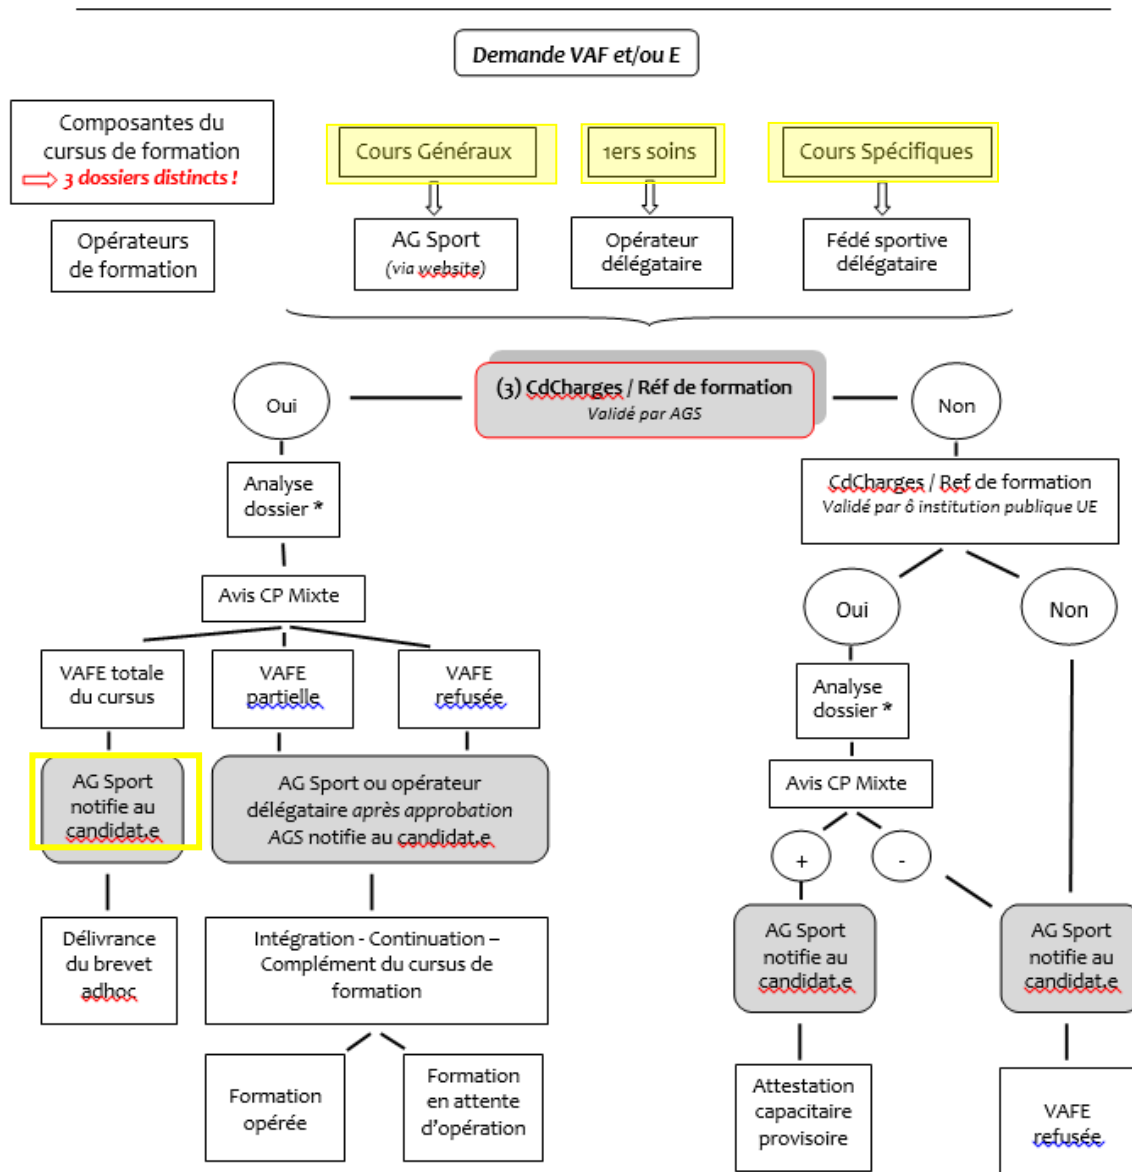 Demande VAF et/ou E
Composantes du
cursus de formation
3 dossiers distincts !
Cours Généraux
1ers soins
Cours Spécifiques
Opérateurs
de formation
AG Sport
(via website)
Opérateur
délégataire
Fédé sportive
délégataire
Oui
(3) CdCharges / Réf de formation
Validé par AGS
Non
Analyse
dossier *
CdCharges / Ref de formation
Validé par ô institution publique UE
Avis CP Mixte
Oui
Non
VAFE totale
du cursus
VAFE
partielle
VAFE
refusée
Analyse
dossier *
AG Sport
notifie au
candidat.e
AG Sport ou opérateur
délégataire après approbation
AGS notifie au candidat.e
Avis CP Mixte
+
-
Délivrance
du brevet
adhoc
Intégration - Continuation –
Complément du cursus de
formation
AG Sport
notifie au
candidat.e
AG Sport
notifie au
candidat.e
Formation
opérée
Formation
en attente
d'opération
Attestation
capacitaire
provisoire
VAFE
refusée